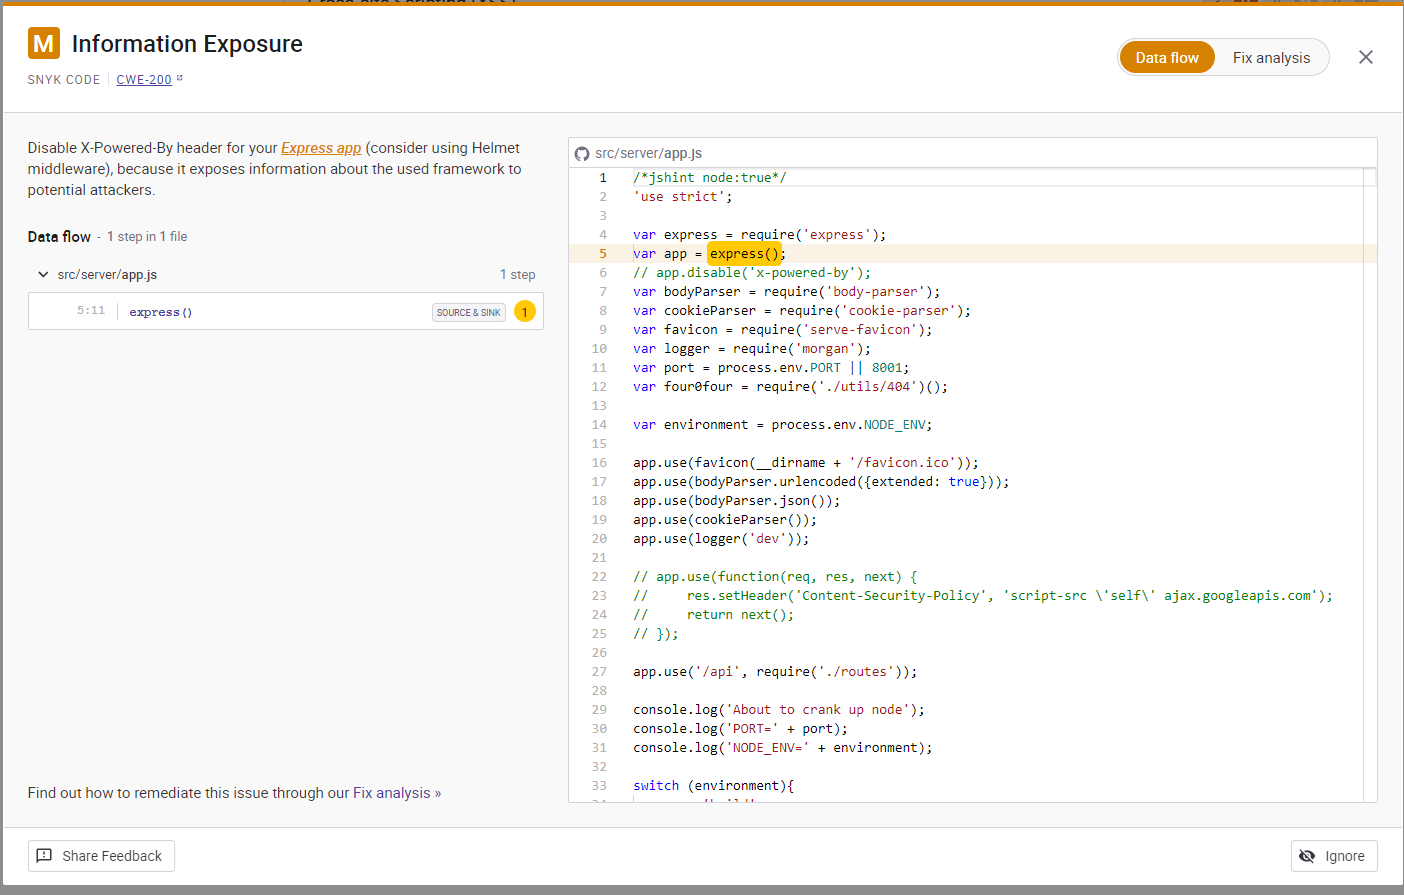 M Information Exposure
SNYK CODE CWE-200
Data flow Fix analysis
Disable X-Powered-By header for your Express app (consider using Helmet
middleware), because it exposes information about the used framework to
potential attackers.
Data flow - 1 step in 1 file
src/server/app.js 1 step
5:11 express() SOURCE & SINK 1
Find out how to remediate this issue through our Fix analysis »
src/server/app.js
1 /*jshint node:true*/
2 'use strict';
3
4 var express = require('express');
5 var app = express();
6 // app.disable('x-powered-by');
7 var bodyParser = require('body-parser');
8 var cookieParser = require('cookie-parser');
9 var favicon = require('serve-favicon');
10 var logger = require('morgan');
11 var port = process.env.PORT || 8001;
12 var four0four = require('./utils/404')();
13
14 var environment = process.env.NODE_ENV;
15
16 app.use(favicon(__dirname + '/favicon.ico'));
17 app.use(bodyParser.urlencoded({extended: true}));
18 app.use(bodyParser.json());
19 app.use(cookieParser());
20 app.use(logger('dev'));
21
22 // app.use(function(req, res, next) {
23 //     res.setHeader('Content-Security-Policy', 'script-src \'self\' ajax.googleapis.com');
24 //     return next();
25 // });
26
27 app.use('/api', require('./routes'));
28
29 console.log('About to crank up node');
30 console.log('PORT=' + port);
31 console.log('NODE_ENV=' + environment);
32
33 switch (environment){
Share Feedback
Ignore